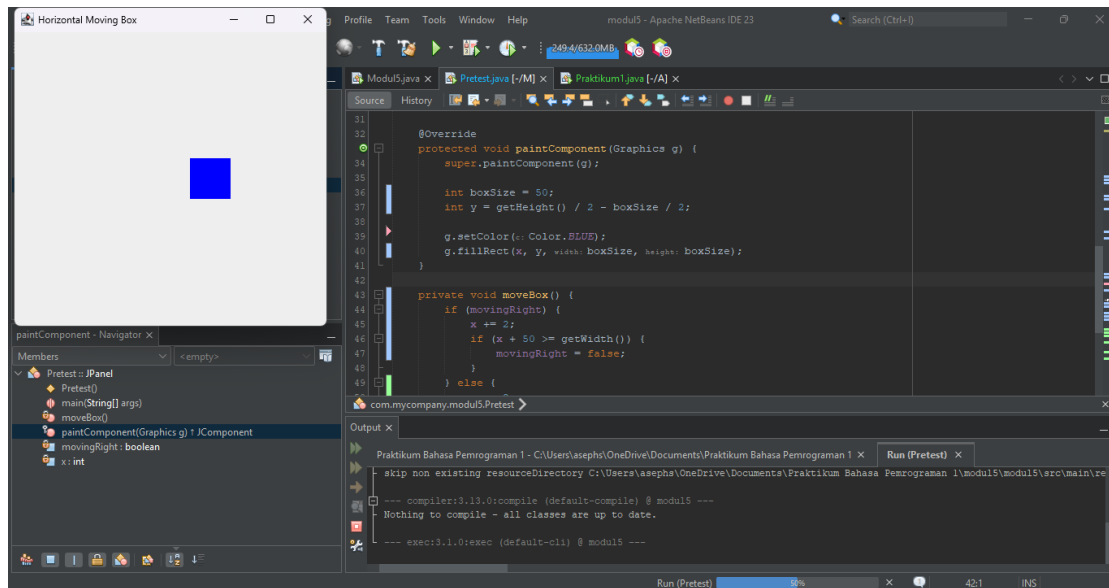 Horizontal Moving Box
Profile Team Tools Window Help
modul5 - Apache NetBeans IDE 23
Search (Ctrl+I)
249.4/632.0MB
Modul5.java
Pretest.java [-/M]
Praktikum1.java [-/A]
Source History
31
32 @Override
protected void paintComponent(Graphics g) {
34 super.paintComponent(g);
35
36 int boxSize = 50;
37 int y = getHeight() / 2 - boxSize / 2;
38
39 g.setColor(c: Color.BLUE);
40 g.fillRect(x, y, width: boxSize, height: boxSize);
41 }
42
43 private void moveBox() {
44 if (movingRight) {
45 x += 2;
46 if (x + 50 >= getWidth()) {
47 movingRight = false;
48 }
49 } else {
com.mycompany.modul5.Pretest
paintComponent - Navigator
Members <empty>
Pretest :: JPanel
Pretest()
main(String[] args)
moveBox()
paintComponent(Graphics g) ↑ JComponent
movingRight : boolean
x : int
Output
Praktikum Bahasa Pemrograman 1 - C:\Users\asephs\OneDrive\Documents\Praktikum Bahasa Pemrograman 1
Run (Pretest)
skip non existing resourceDirectory C:\Users\asephs\OneDrive\Documents\Praktikum Bahasa Pemrograman 1\modul5\modul5\src\main\re
--- compiler:3.13.0:compile (default-compile) @ modul5 ---
Nothing to compile - all classes are up to date.
--- exec:3.1.0:exec (default-cli) @ modul5 ---
Run (Pretest) 50% 42:1 INS